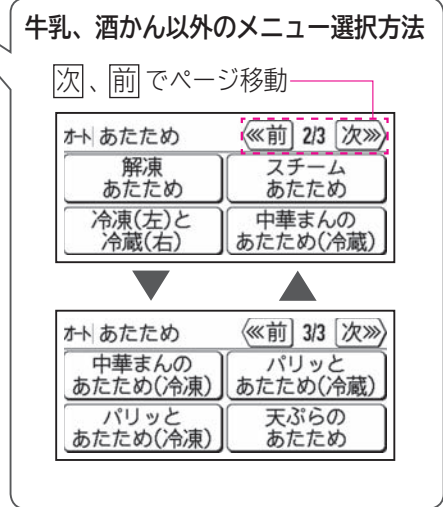 牛乳、酒かん以外のメニュー選択方法
次、前でページ移動
オート あたため ⋘前 2/3 次⋙
解凍
あたため
スチーム
あたため
冷凍(左)と
冷蔵(右)
中華まんの
あたため(冷蔵)
オート あたため ⋘前 3/3 次⋙
中華まんの
あたため(冷凍)
パリッと
あたため(冷蔵)
パリッと
あたため(冷凍)
天ぷらの
あたため